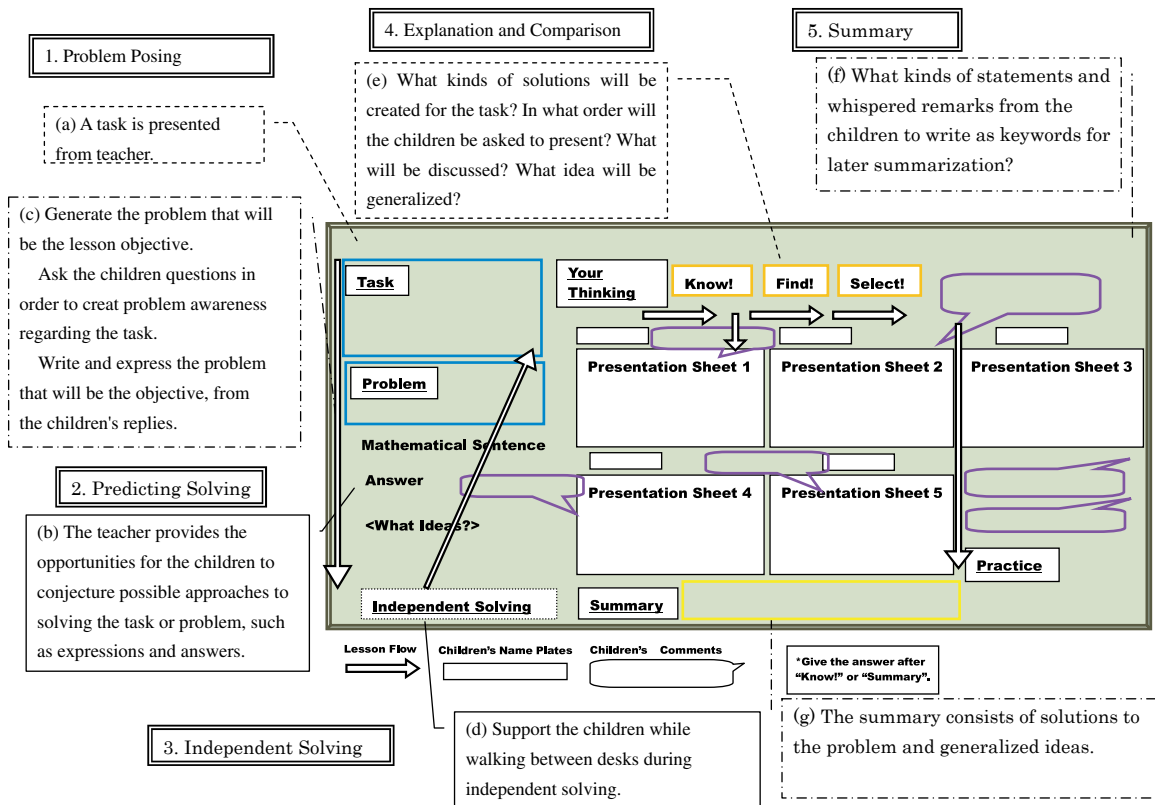 1. Problem Posing
4. Explanation and Comparison
5. Summary
(a) A task is presented
from teacher.
(e) What kinds of solutions will be
created for the task? In what order will
the children be asked to present? What
will be discussed? What idea will be
generalized?
(f) What kinds of statements and
whispered remarks from the
children to write as keywords for
later summarization?
(c) Generate the problem that will
be the lesson objective.
Ask the children questions in
order to creat problem awareness
regarding the task.
Write and express the problem
that will be the objective, from
the children's replies.
2. Predicting Solving
(b) The teacher provides the
opportunities for the children to
conjecture possible approaches to
solving the task or problem, such
as expressions and answers.
Task
Problem
Mathematical Sentence
Answer
<What Ideas?>
Independent Solving
Your
Thinking
Know!
Find!
Select!
Presentation Sheet 1
Presentation Sheet 2
Presentation Sheet 3
Presentation Sheet 4
Presentation Sheet 5
Practice
Summary
Lesson Flow
Children's Name Plates
Children's Comments
*Give the answer after
"Know!" or "Summary".
3. Independent Solving
(d) Support the children while
walking between desks during
independent solving.
(g) The summary consists of solutions to
the problem and generalized ideas.